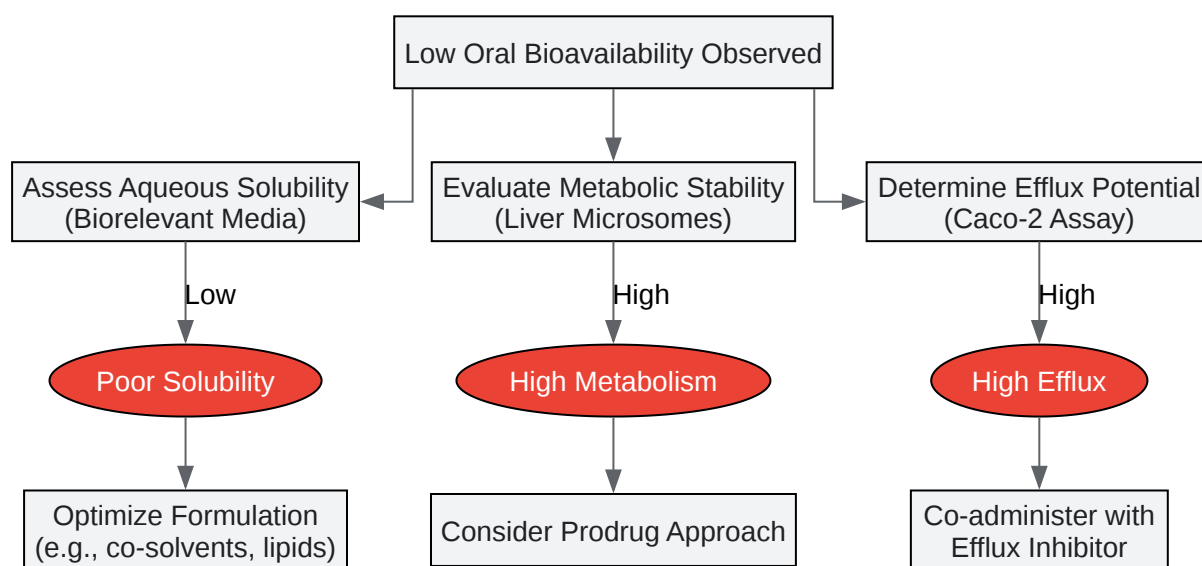 Low Oral Bioavailability Observed
Assess Aqueous Solubility
(Biorelevant Media)
Evaluate Metabolic Stability
(Liver Microsomes)
Determine Efflux Potential
(Caco-2 Assay)
Low
High
High
Poor Solubility
High Metabolism
High Efflux
Optimize Formulation
(e.g., co-solvents, lipids)
Consider Prodrug Approach
Co-administer with
Efflux Inhibitor